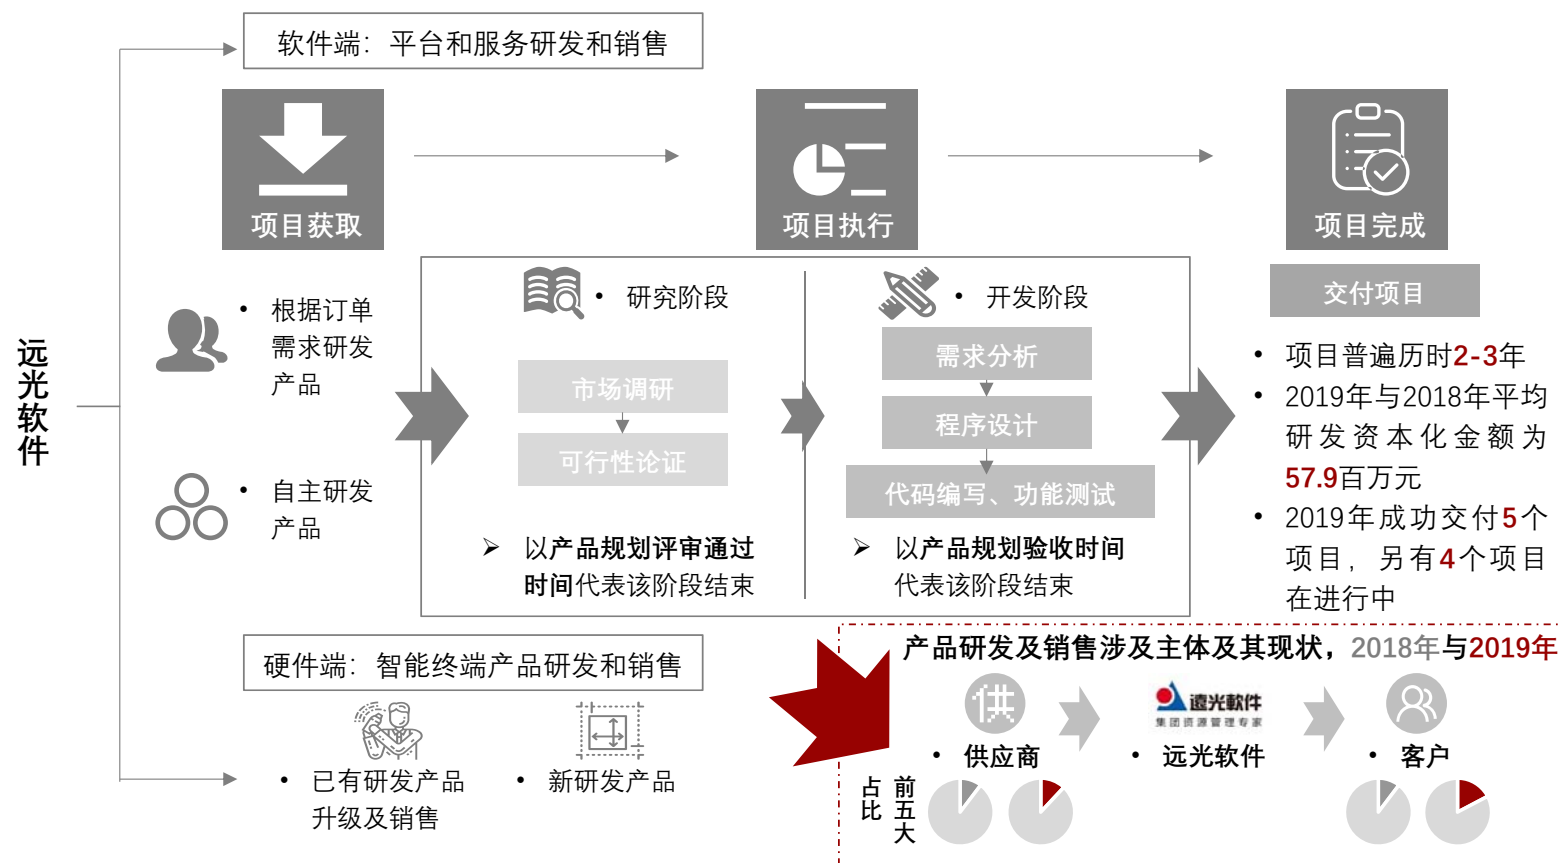 远光软件
软件端：平台和服务研发和销售
项目获取
项目执行
项目完成
• 根据订单
需求研发
产品
• 自主研发
产品
• 研究阶段
市场调研
可行性论证
➢ 以产品规划评审通过
时间代表该阶段结束
• 开发阶段
需求分析
程序设计
代码编写、功能测试
➢ 以产品规划验收时间
代表该阶段结束
交付项目
• 项目普遍历时2-3年
• 2019年与2018年平均
研发资本化金额为
57.9百万元
• 2019年成功交付5个
项目，另有4个项目
在进行中
硬件端：智能终端产品研发和销售
• 已有研发产品
升级及销售
• 新研发产品
产品研发及销售涉及主体及其现状，2018年与2019年
供
遠光軟件
集团资源管理专家
• 供应商
• 远光软件
• 客户
前五大
占比